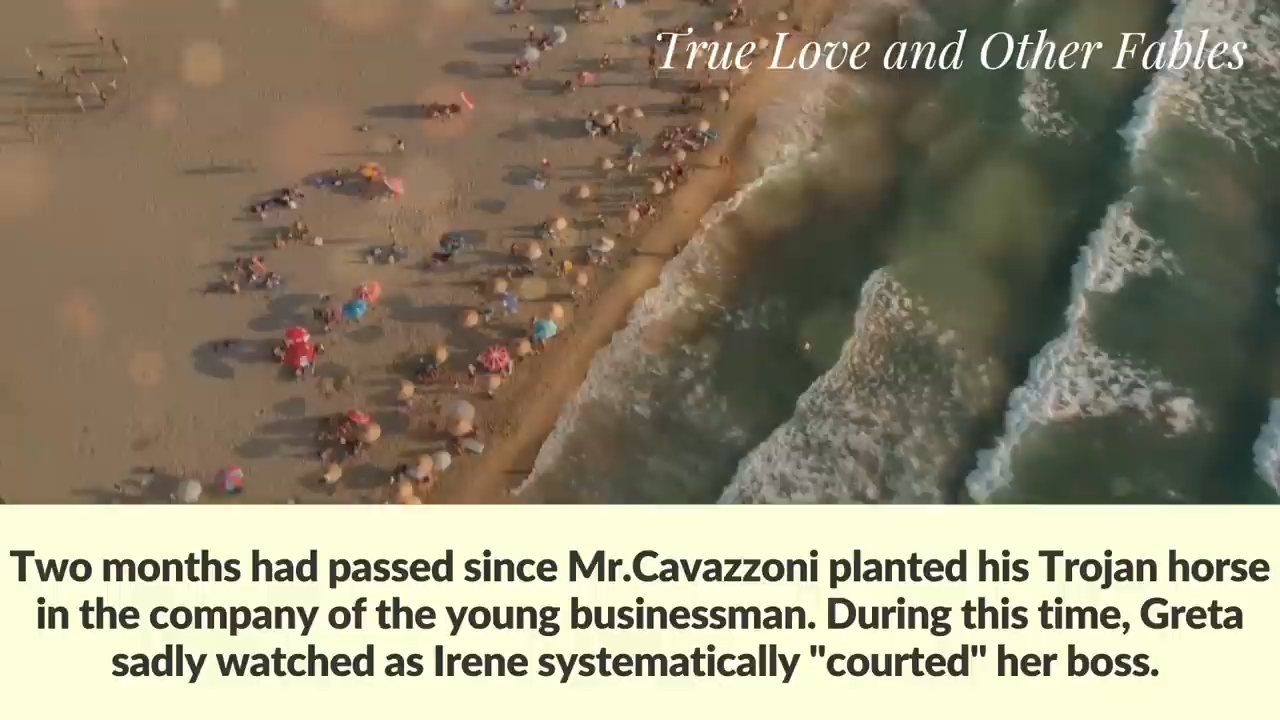 True Love and Other Fables
Two months had passed since Mr.Cavazzoni planted his Trojan horse
in the company of the young businessman. During this time, Greta
sadly watched as Irene systematically "courted" her boss.